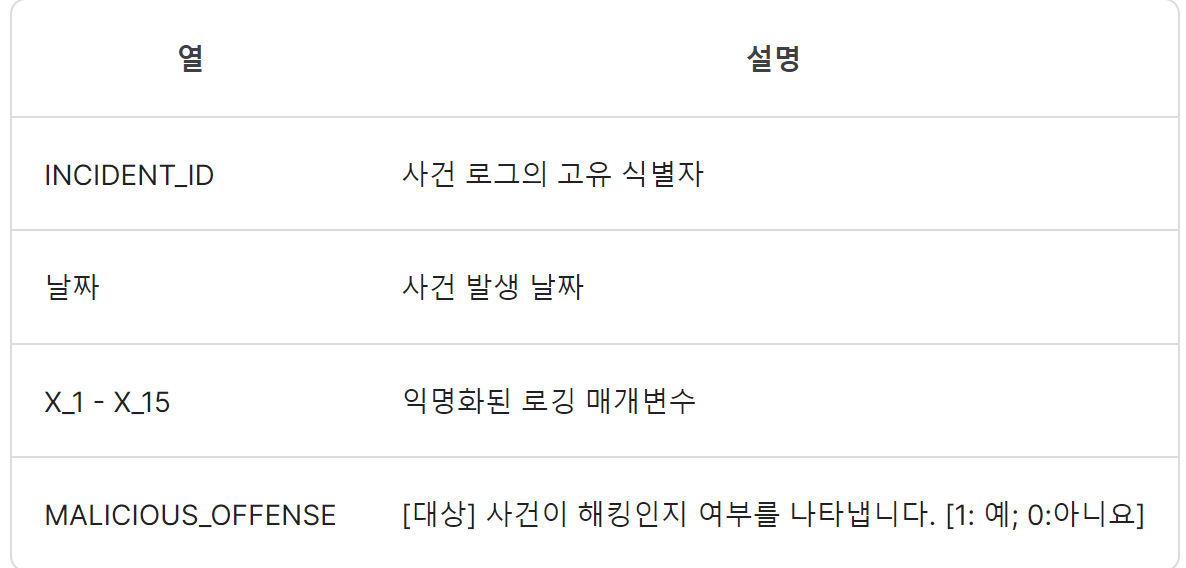 열 설명
INCIDENT_ID 사건 로그의 고유 식별자
날짜 사건 발생 날짜
X_1 - X_15 익명화된 로깅 매개변수
MALICIOUS_OFFENSE [대상] 사건이 해킹인지 여부를 나타냅니다. [1: 예; 0:아니요]